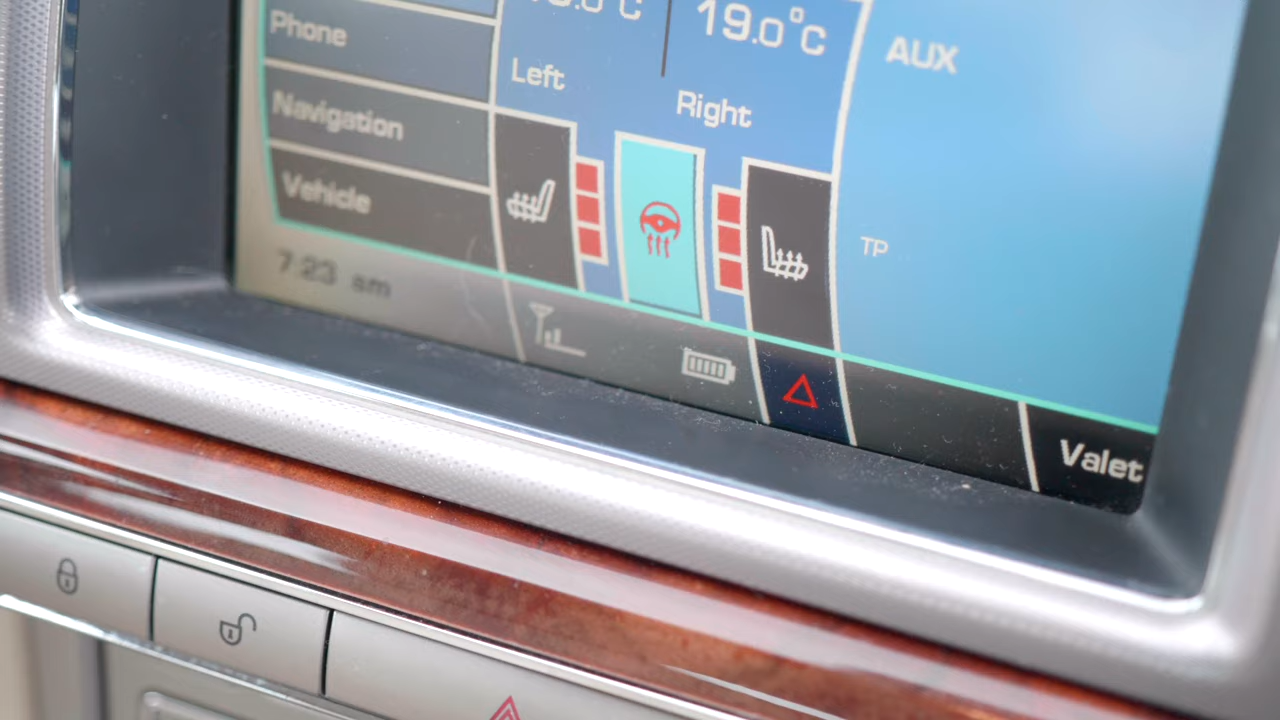 19.0°C
Phone
Left
Right
AUX
Navigation
Vehicle
TP
7:23 am
Valet